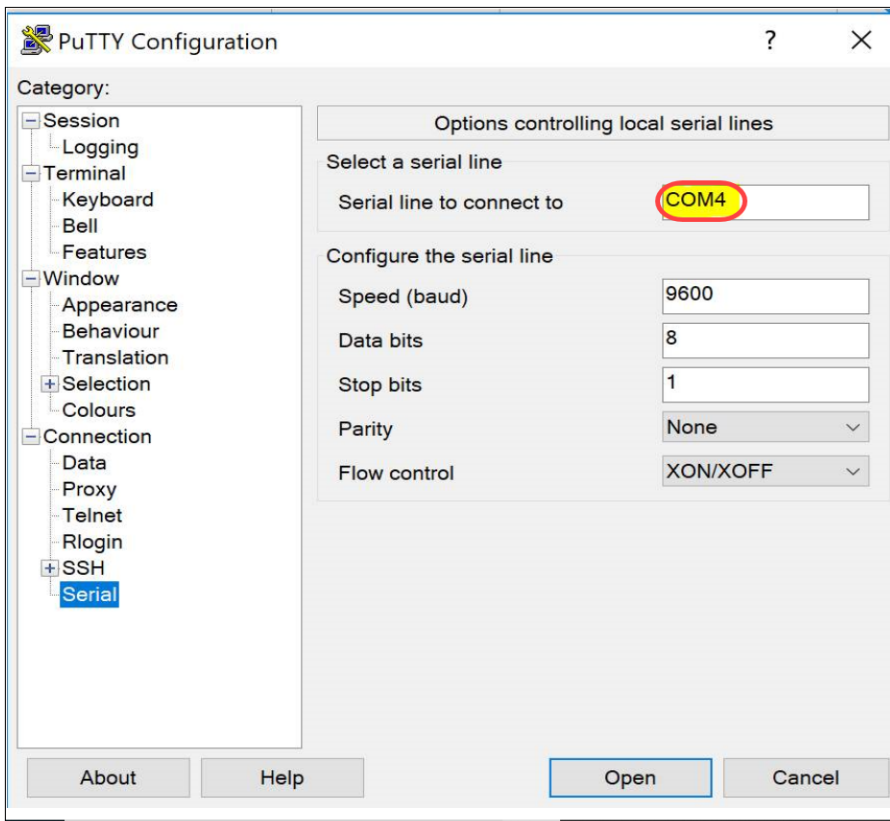 PuTTY Configuration
?
Category:
Session
Logging
Terminal
Keyboard
Bell
Features
Window
Appearance
Behaviour
Translation
Selection
Colours
Connection
Data
Proxy
Telnet
Rlogin
SSH
Serial
Options controlling local serial lines
Select a serial line
Serial line to connect to COM4
Configure the serial line
Speed (baud) 9600
Data bits 8
Stop bits 1
Parity None
Flow control XON/XOFF
About Help Open Cancel